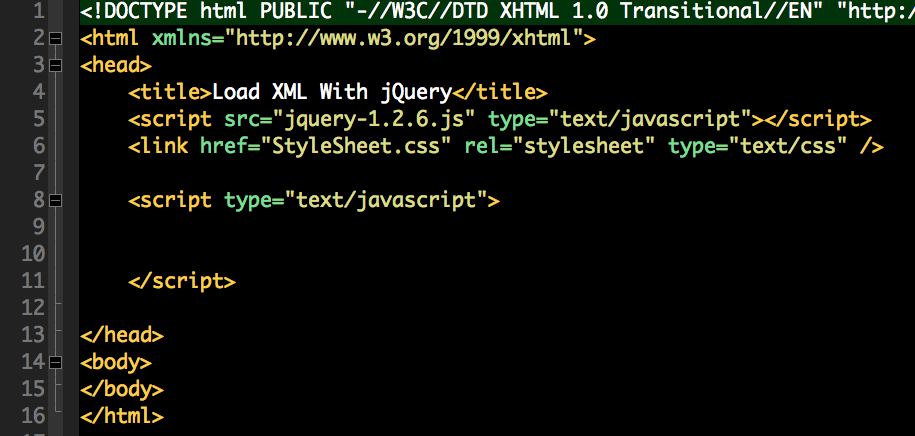 1 <!DOCTYPE html PUBLIC "-//W3C//DTD XHTML 1.0 Transitional//EN" "http:/
2 <html xmlns="http://www.w3.org/1999/xhtml">
3 <head>
4     <title>Load XML With jQuery</title>
5     <script src="jquery-1.2.6.js" type="text/javascript"></script>
6     <link href="StyleSheet.css" rel="stylesheet" type="text/css" />
7
8     <script type="text/javascript">
9
10
11     </script>
12
13 </head>
14 <body>
15 </body>
16 </html>